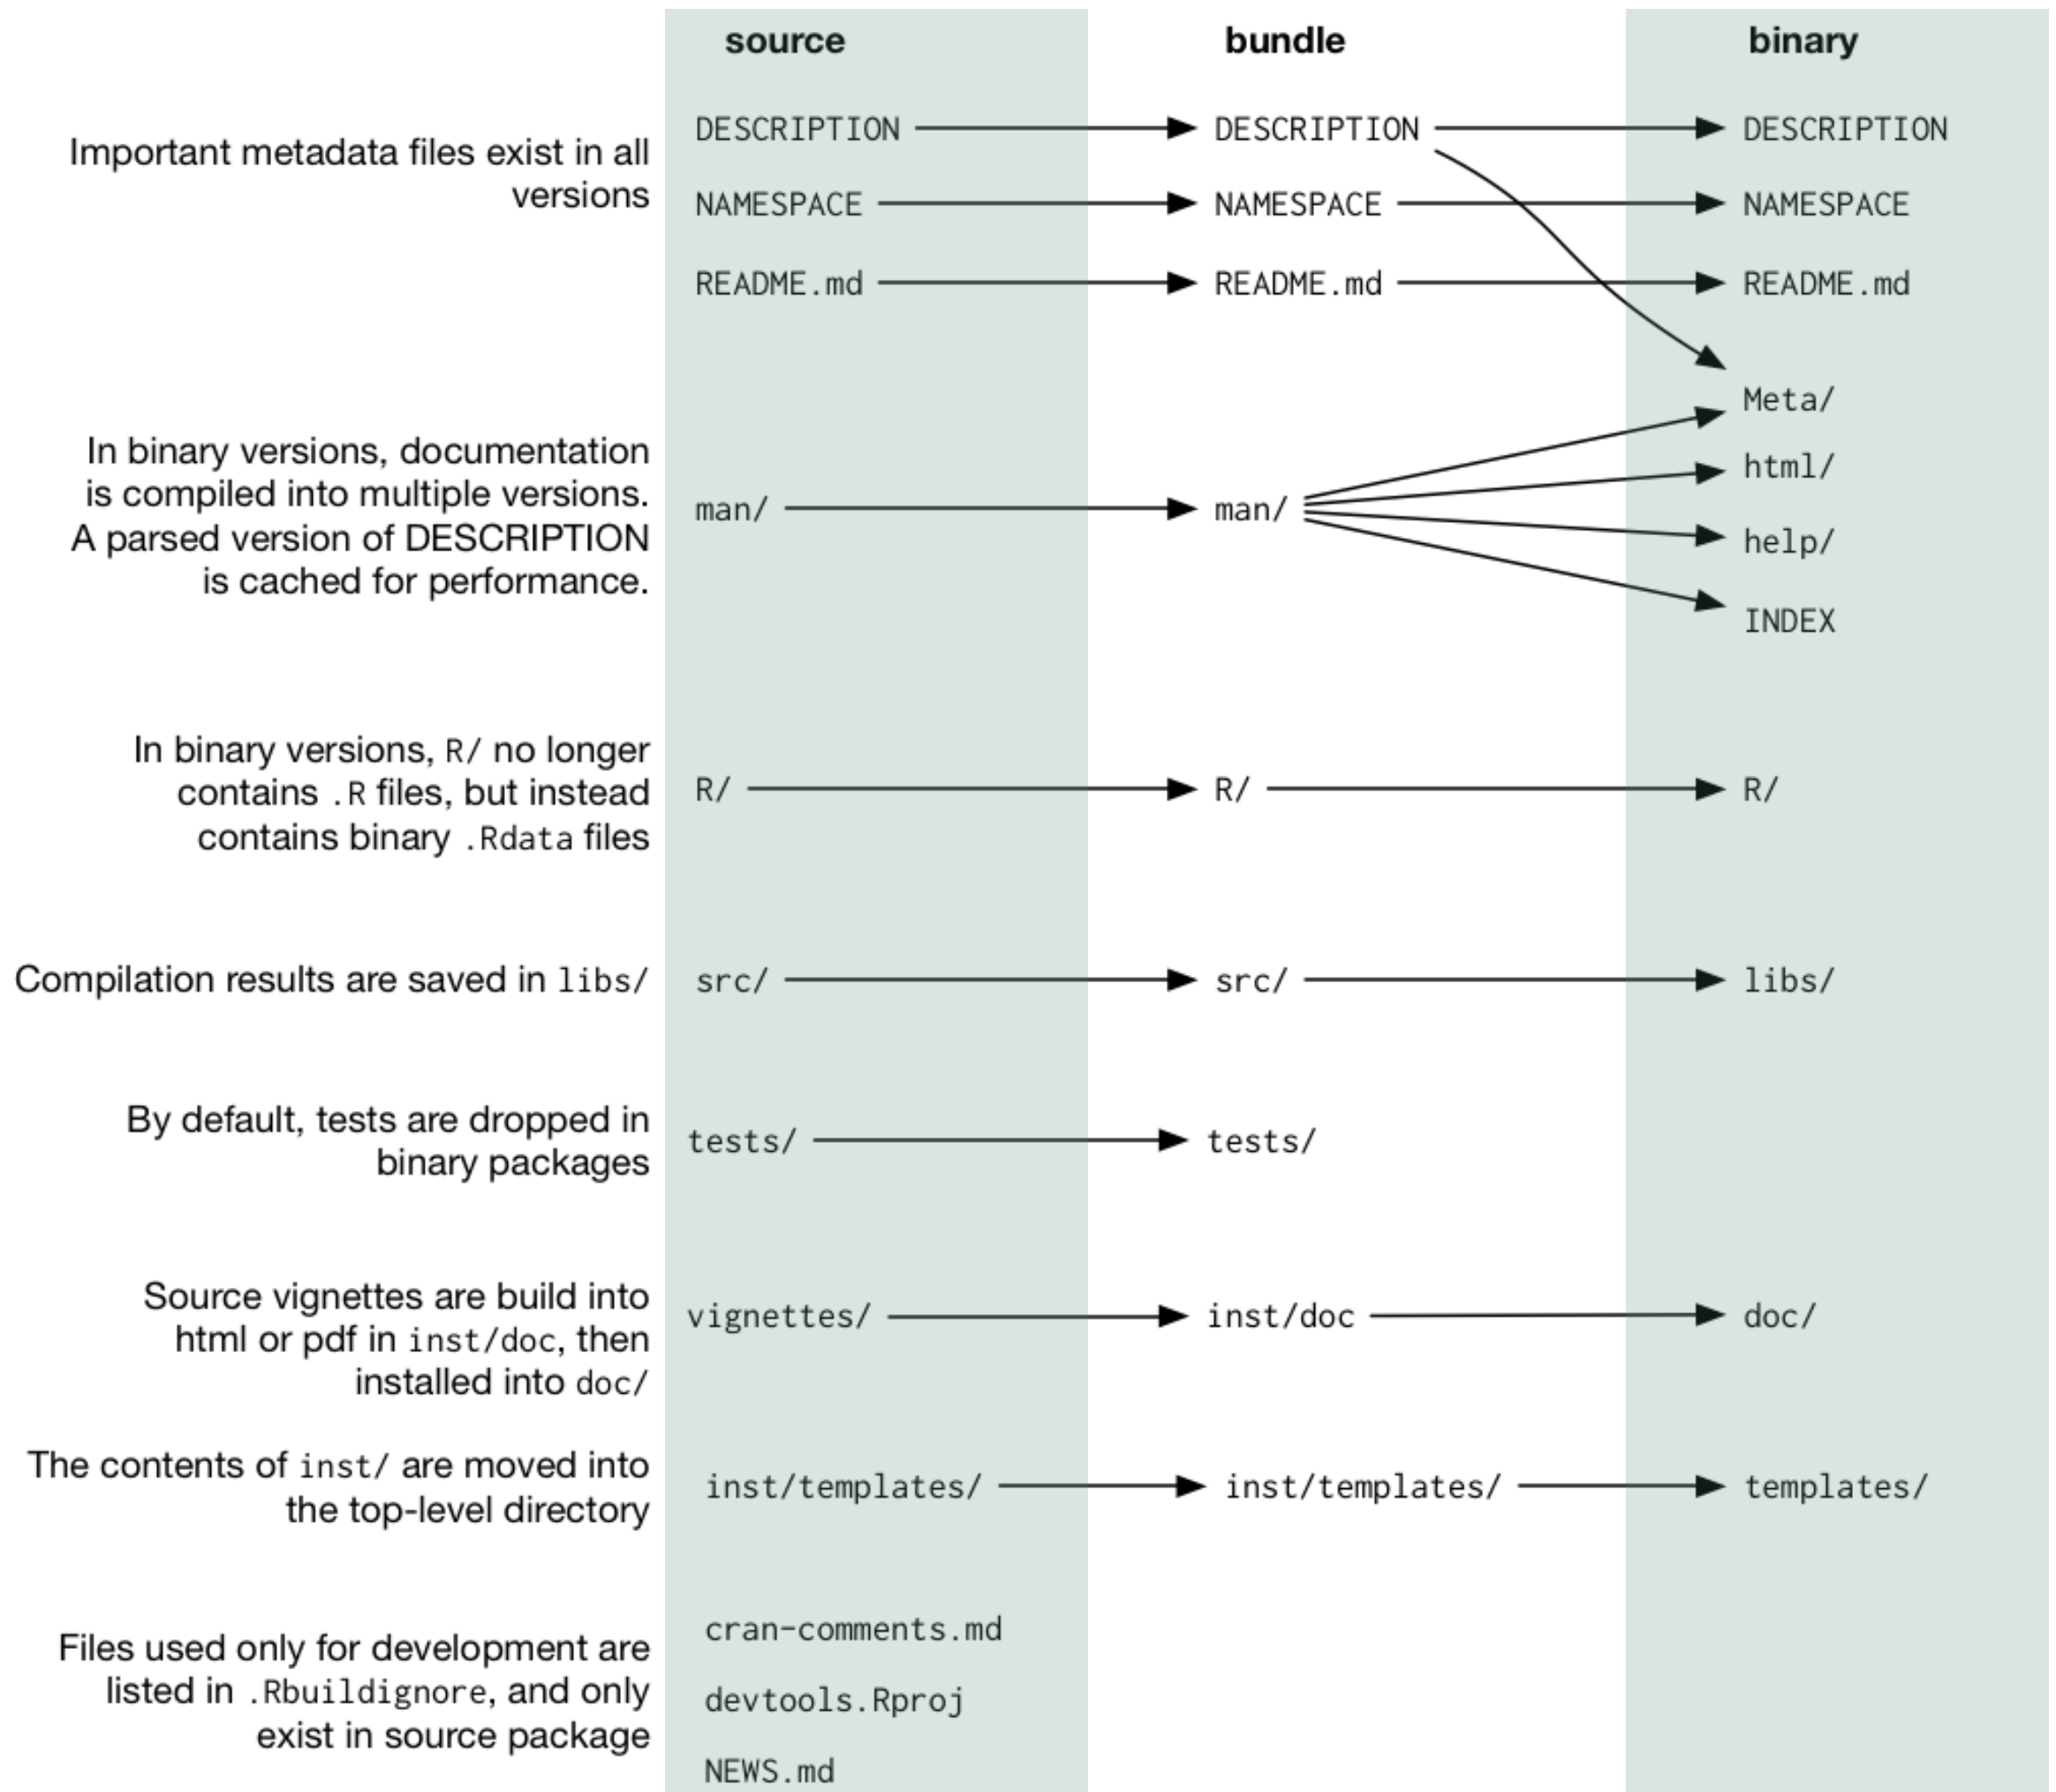 source bundle binary
Important metadata files exist in all
versions
DESCRIPTION DESCRIPTION DESCRIPTION
NAMESPACE NAMESPACE NAMESPACE
README.md README.md README.md
In binary versions, documentation
is compiled into multiple versions.
A parsed version of DESCRIPTION
is cached for performance.
man/ man/
Meta/
html/
help/
INDEX
In binary versions, R/ no longer
contains .R files, but instead
contains binary .Rdata files
R/ R/ R/
Compilation results are saved in libs/
src/ src/ libs/
By default, tests are dropped in
binary packages
tests/ tests/
Source vignettes are build into
html or pdf in inst/doc, then
installed into doc/
vignettes/ inst/doc doc/
The contents of inst/ are moved into
the top-level directory
inst/templates/ inst/templates/ templates/
Files used only for development are
listed in .Rbuildignore, and only
exist in source package
cran-comments.md
devtools.Rproj
NEWS.md